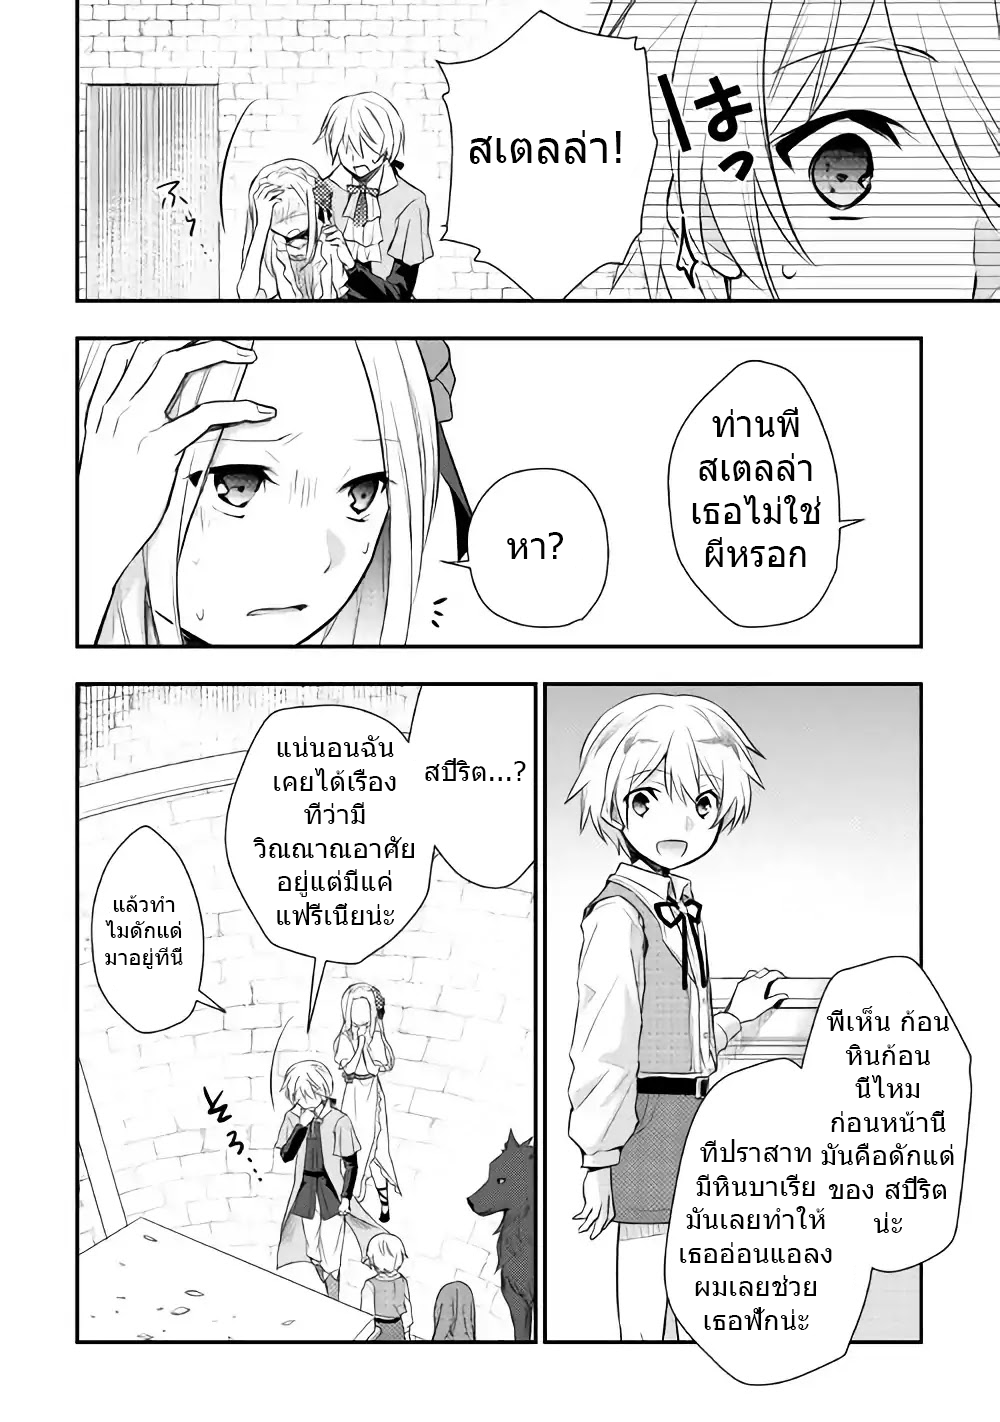 はっ
สเตลล่า!
ふぅ…
ท่านพี่
สเตลล่า
เธอไม่ใช่
ผีหรอก
หา?
พี่เห็น ก้อน
หินก้อน
นี้ไหม
ก่อนหน้านี้
มันคือดักแด้
ของ สปิริต
น่ะ
ที่ปราสาท
มีหินบาเรีย
มันเลยทำให้
เธออ่อนแอลง
ผมเลยช่วย
เธอฟักน่ะ
สปิริต...?
แน่นอนฉัน
เคยได้เรื่อง
ที่ว่ามี
วิณณาณอาศัย
อยู่แต่มีแค่
แฟรีเนียน่ะ
แล้วทำ
ไมดักแด้
มาอยู่ที่นี่
そろ…